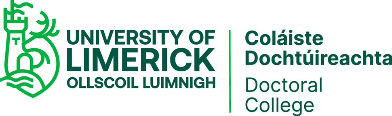 UNIVERSITY OF
LIMERICK
OLLSCOIL LUIMNIGH
Coláiste
Dochtúireachta
Doctoral
College